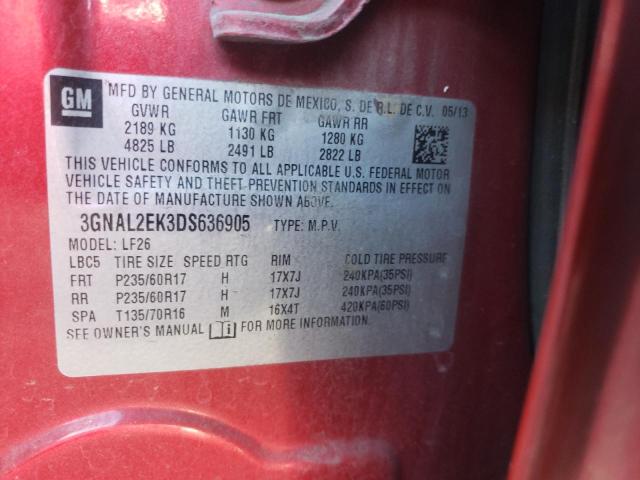 GM
MFD BY GENERAL MOTORS DE MEXICO, S. DE R.L. DE C.V. 05/13
GVWR GAWR FRT GAWR RR
2189 KG 1130 KG 1280 KG
4825 LB 2491 LB 2822 LB
THIS VEHICLE CONFORMS TO ALL APPLICABLE U.S. FEDERAL MOTOR
VEHICLE SAFETY AND THEFT PREVENTION STANDARDS IN EFFECT ON
THE DATE OF MANUFACTURE SHOWN ABOVE.
3GNAL2EK3DS636905 TYPE: M.P.V.
MODEL: LF26
LBC5 TIRE SIZE SPEED RTG RIM COLD TIRE PRESSURE
FRT P235/60R17 H 17X7J 240KPA(35PSI)
RR P235/60R17 H 17X7J 240KPA(35PSI)
SPA T135/70R16 M 16X4T 420KPA(60PSI)
SEE OWNER'S MANUAL i FOR MORE INFORMATION.